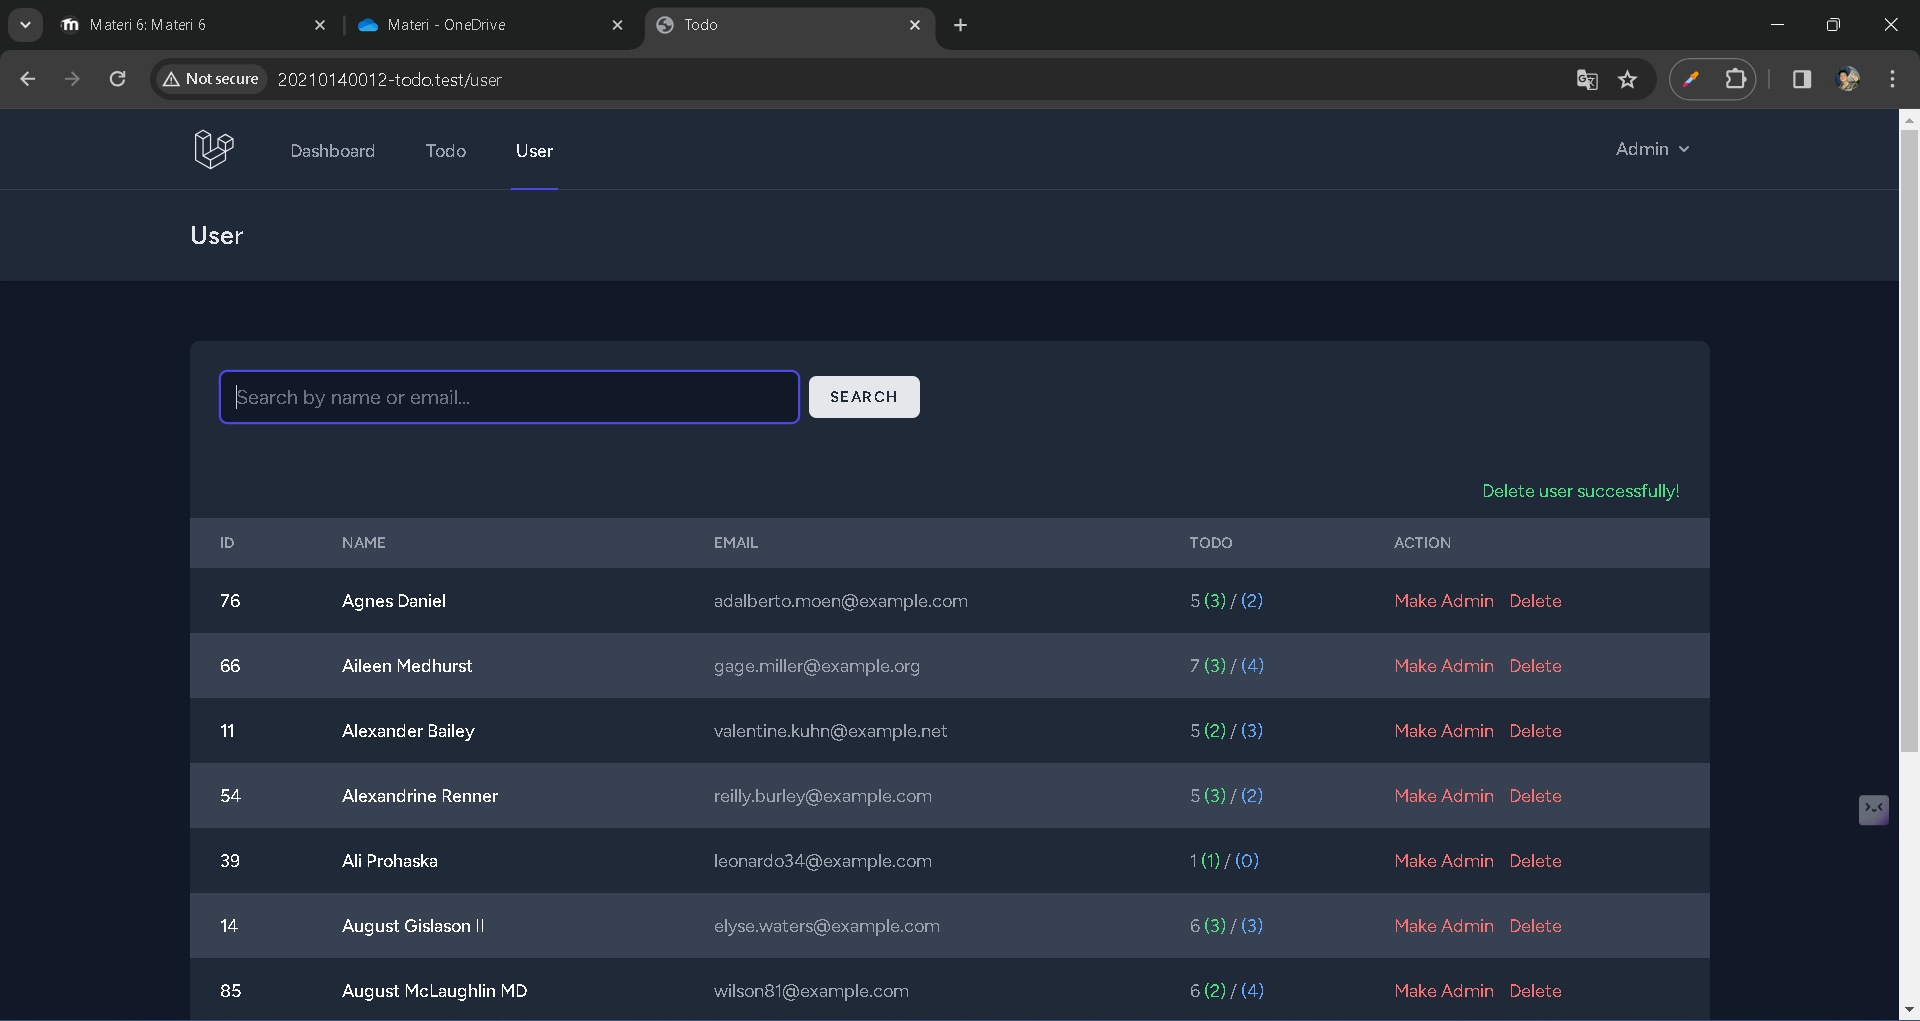 Materi 6: Materi 6
Materi - OneDrive
Todo
Not secure
20210140012-todo.test/user
Dashboard
Todo
User
Admin
User
Search by name or email...
SEARCH
Delete user successfully!
ID NAME EMAIL TODO ACTION
76 Agnes Daniel adalberto.moen@example.com 5 (3) / (2) Make Admin Delete
66 Aileen Medhurst gage.miller@example.org 7 (3) / (4) Make Admin Delete
11 Alexander Bailey valentine.kuhn@example.net 5 (2) / (3) Make Admin Delete
54 Alexandrine Renner reilly.burley@example.com 5 (3) / (2) Make Admin Delete
39 Ali Prohaska leonardo34@example.com 1 (1) / (0) Make Admin Delete
14 August Gislason II elyse.waters@example.com 6 (3) / (3) Make Admin Delete
85 August McLaughlin MD wilson81@example.com 6 (2) / (4) Make Admin Delete